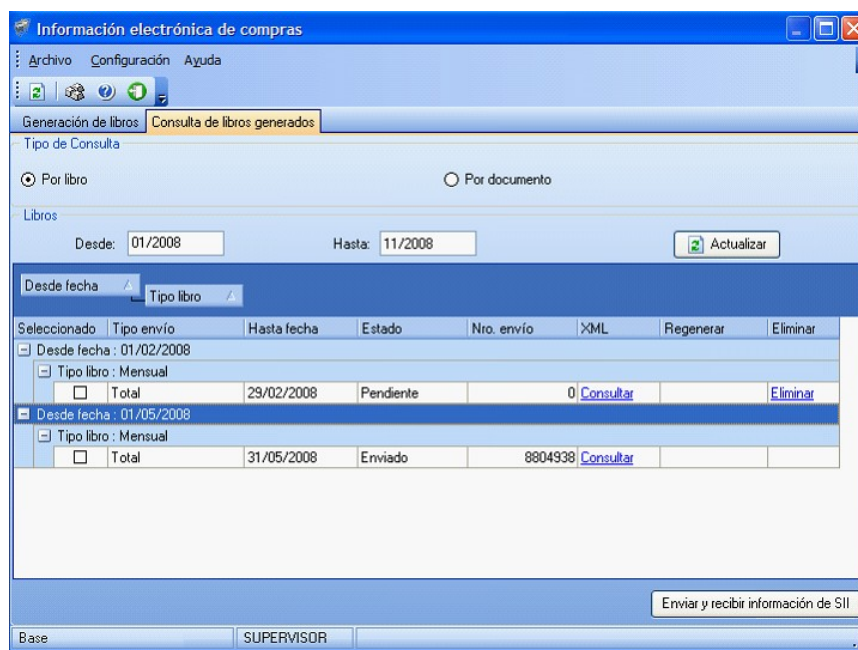 Información electrónica de compras
Archivo Configuración Ayuda
Generación de libros Consulta de libros generados
Tipo de Consulta
Por libro Por documento
Libros
Desde: 01/2008 Hasta: 11/2008 Actualizar
Desde fecha
Tipo libro
Seleccionado Tipo envío Hasta fecha Estado Nro. envío XML Regenerar Eliminar
Desde fecha : 01/02/2008
Tipo libro : Mensual
Total 29/02/2008 Pendiente 0 Consultar Eliminar
Desde fecha : 01/05/2008
Tipo libro : Mensual
Total 31/05/2008 Enviado 8804938 Consultar
Enviar y recibir información de SII
Base SUPERVISOR